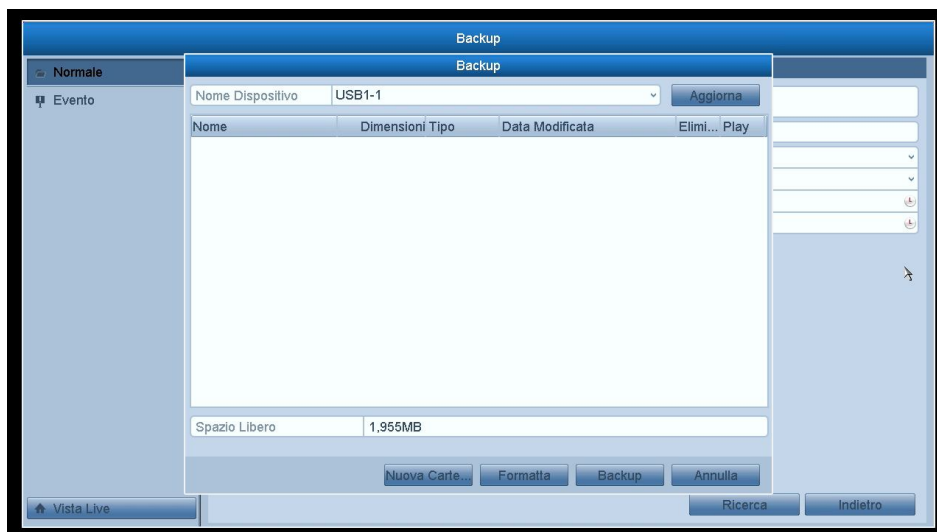 Backup
Normale
Evento
Backup
Nome Dispositivo USB1-1 Aggiorna
Nome Dimensioni Tipo Data Modificata Elimi... Play
Spazio Libero 1,955MB
Nuova Carte... Formatta Backup Annulla
Vista Live Ricerca Indietro